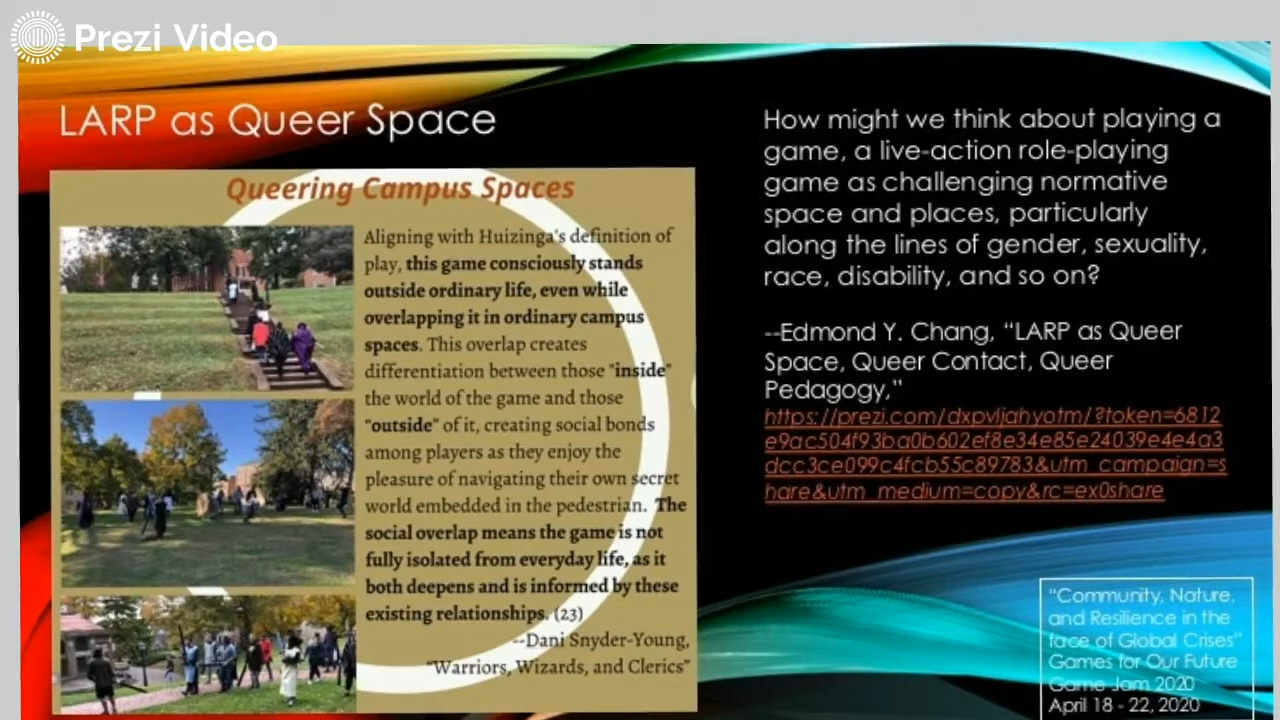 Prezi Video
LARP as Queer Space
Queering Campus Spaces
Aligning with Huizinga's definition of
play, this game consciously stands
outside ordinary life, even while
overlapping it in ordinary campus
spaces. This overlap creates
differentiation between those "inside"
the world of the game and those
"outside" of it, creating social bonds
among players as they enjoy the
pleasure of navigating their own secret
world embedded in the pedestrian. The
social overlap means the game is not
fully isolated from everyday life, as it
both deepens and is informed by these
existing relationships. (23)
--Dani Snyder-Young,
"Warriors, Wizards, and Clerics"
How might we think about playing a
game, a live-action role-playing
game as challenging normative
space and places, particularly
along the lines of gender, sexuality,
race, disability, and so on?
--Edmond Y. Chang, "LARP as Queer
Space, Queer Contact, Queer
Pedagogy,"
https://prezi.com/dxpvljahyotm/?token=6812
e9ac504f93ba0b602ef8e34e85e24039e4e4a3
dcc3ce099c4fcb55c89783&utm_campaign=s
hare&utm_medium=copy&rc=ex0share
"Community, Nature,
and Resilience in the
face of Global Crises"
Games for Our Future
Game Jam 2020
April 18 - 22, 2020